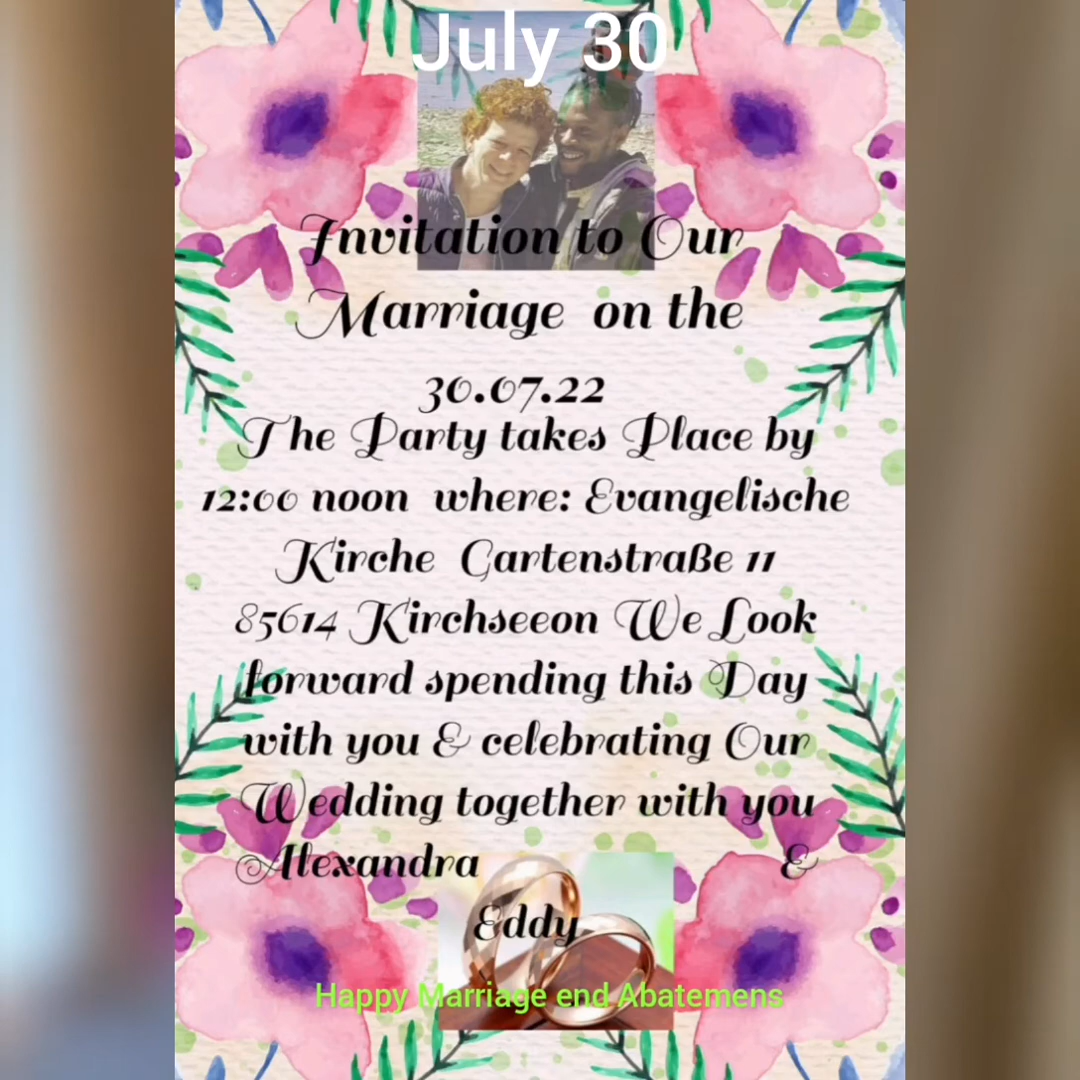 July 30
Invitation to Our
Marriage on the
30.07.22
The Party takes Place by
12:00 noon where: Evangelische
Kirche Gartenstraße 11
85614 Kirchseeon We Look
forward spending this Day
with you & celebrating Our
Wedding together with you
Alexandra &
Eddy
Happy Marriage end Abatemens